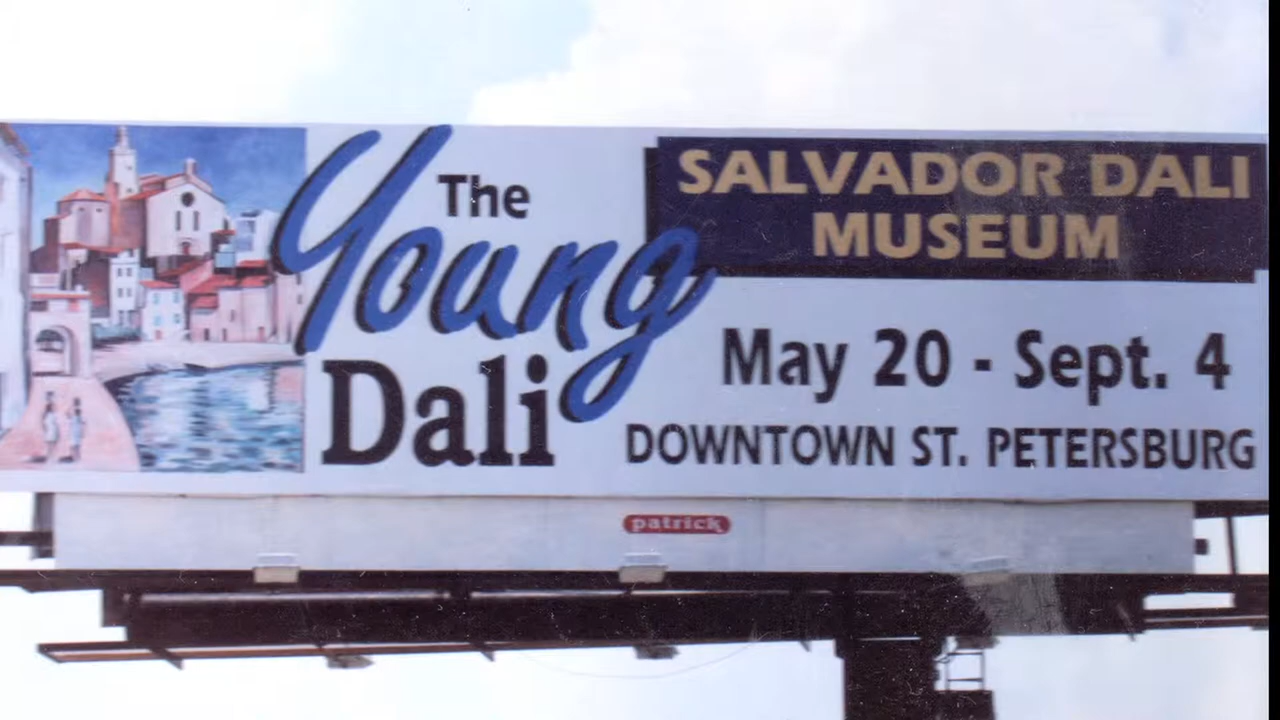 The
Young
Dali
SALVADOR DALI
MUSEUM
May 20 - Sept. 4
DOWNTOWN ST. PETERSBURG
patrick